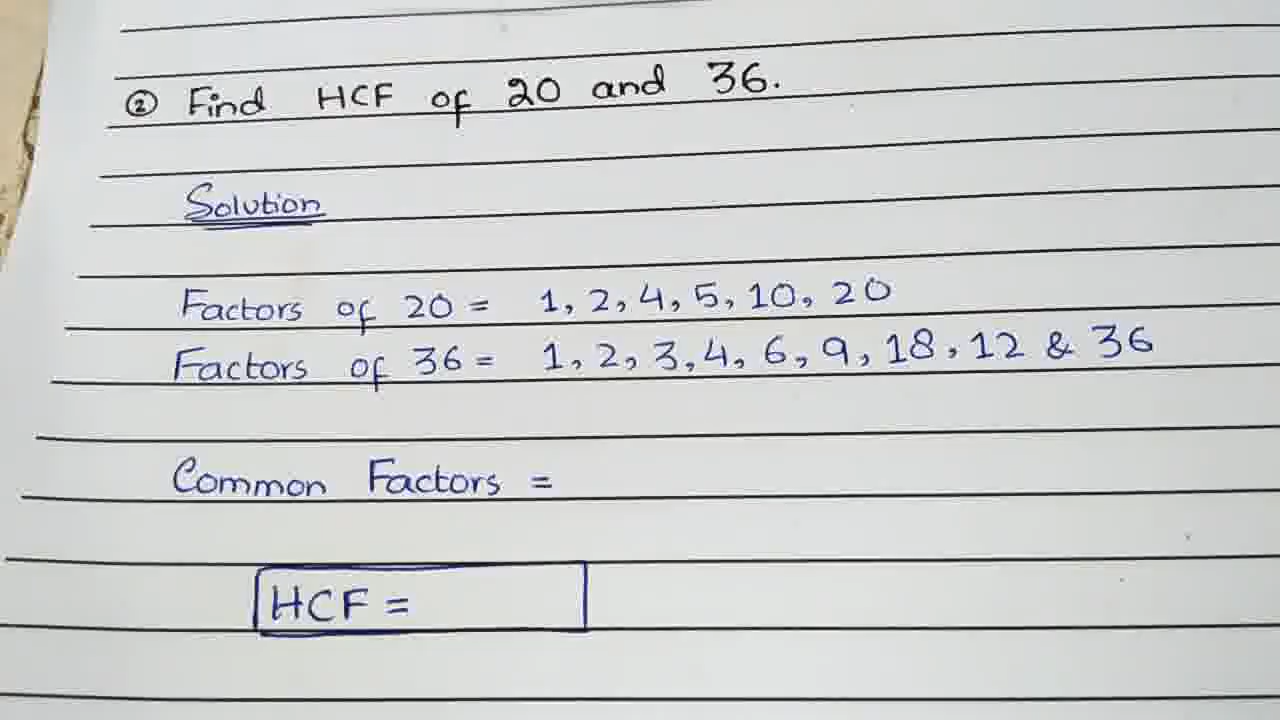 ② Find HCF of 20 and 36.
Solution
Factors of 20 = 1, 2, 4, 5, 10, 20
Factors of 36 = 1, 2, 3, 4, 6, 9, 18, 12 & 36
Common Factors =
HCF =